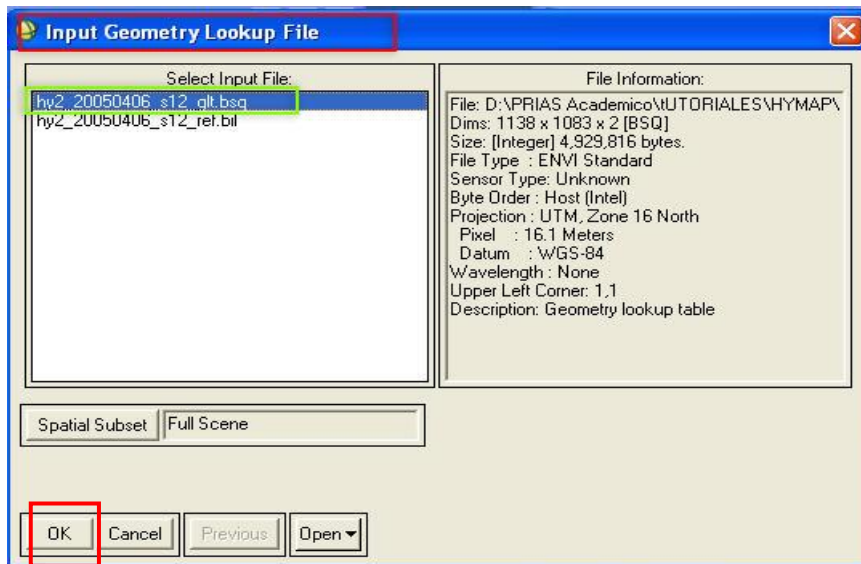 Input Geometry Lookup File
Select Input File:
hy2_20050406_s12_glt.bsq
hy2_20050406_s12_ref.bil
File Information:
File: D:\PRIAS Academico\tUTORIALES\HYMAP\
Dims: 1138 x 1083 x 2 [BSQ]
Size: [Integer] 4,929,816 bytes.
File Type : ENVI Standard
Sensor Type: Unknown
Byte Order : Host (Intel)
Projection : UTM, Zone 16 North
Pixel : 16.1 Meters
Datum : WGS-84
Wavelength : None
Upper Left Corner: 1,1
Description: Geometry lookup table
Spatial Subset Full Scene
OK Cancel Previous Open